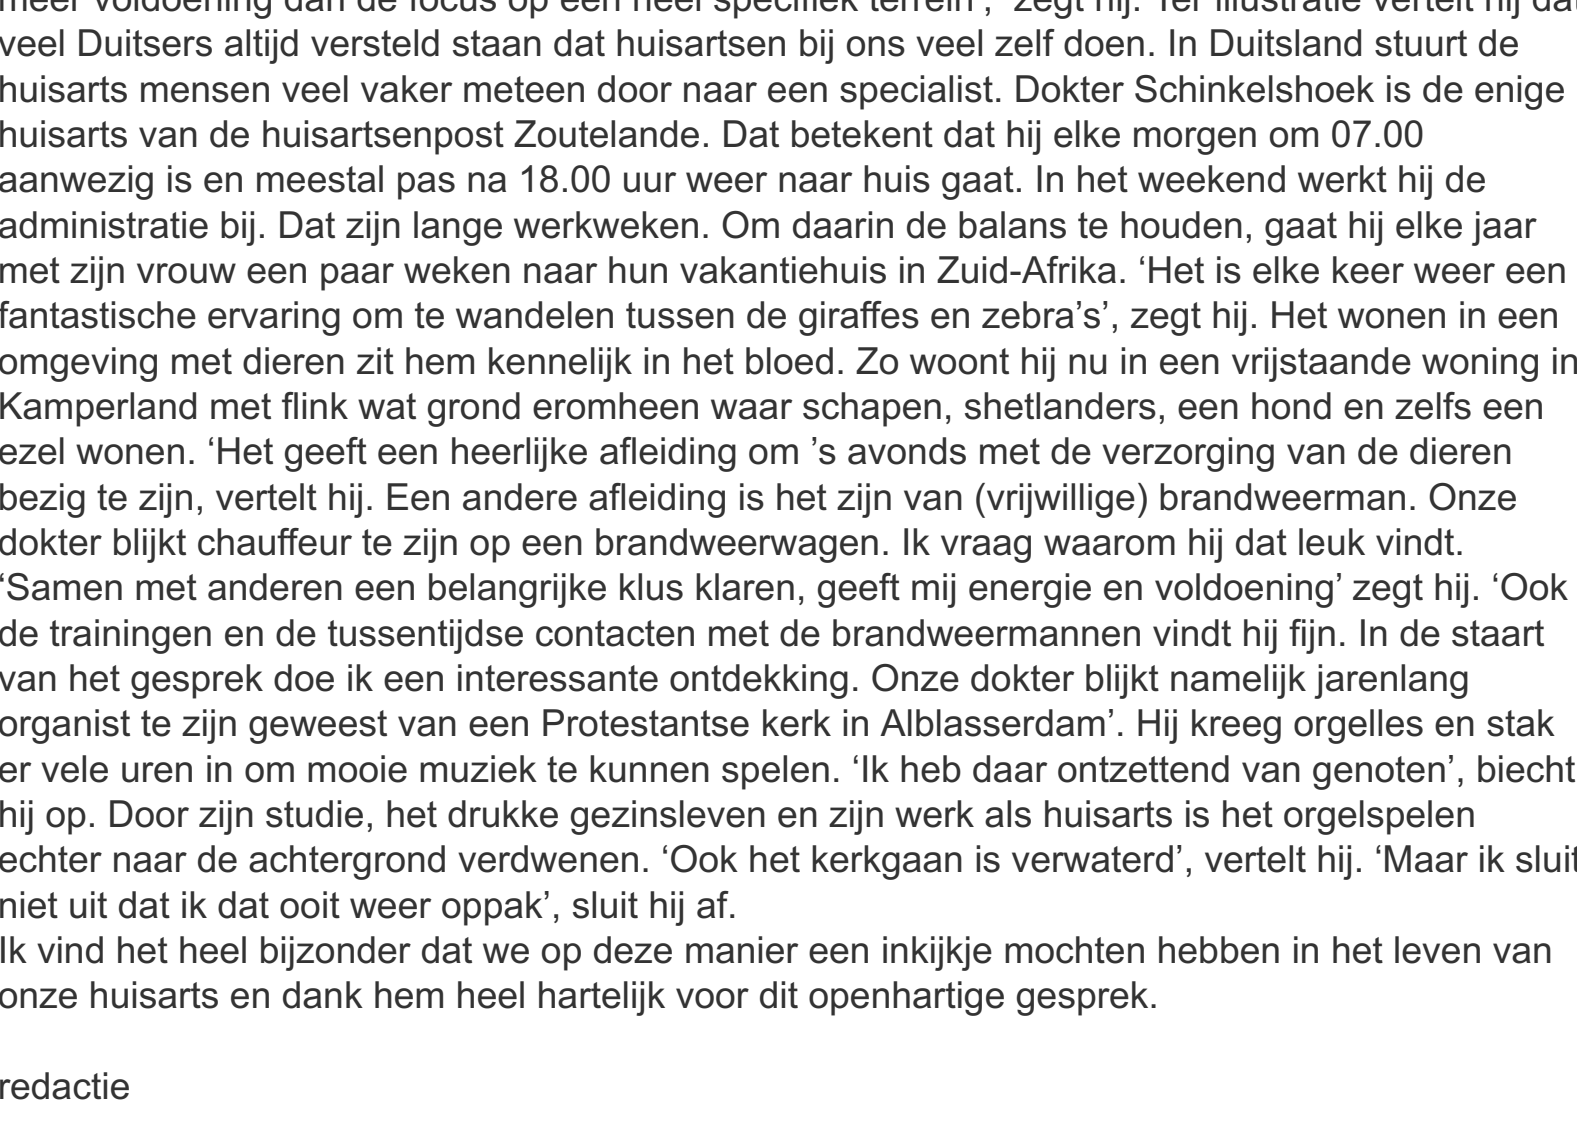 meer voldoening dan de focus op een heel specifiek terrein’, ’ zegt hij. Ter illustratie vertelt hij dat
veel Duitsers altijd versteld staan dat huisartsen bij ons veel zelf doen. In Duitsland stuurt de
huisarts mensen veel vaker meteen door naar een specialist. Dokter Schinkelshoek is de enige
huisarts van de huisartsenpost Zoutelande. Dat betekent dat hij elke morgen om 07.00
aanwezig is en meestal pas na 18.00 uur weer naar huis gaat. In het weekend werkt hij de
administratie bij. Dat zijn lange werkweken. Om daarin de balans te houden, gaat hij elke jaar
met zijn vrouw een paar weken naar hun vakantiehuis in Zuid-Afrika. ‘Het is elke keer weer een
fantastische ervaring om te wandelen tussen de giraffes en zebra’s’, zegt hij. Het wonen in een
omgeving met dieren zit hem kennelijk in het bloed. Zo woont hij nu in een vrijstaande woning in
Kamperland met flink wat grond eromheen waar schapen, shetlanders, een hond en zelfs een
ezel wonen. ‘Het geeft een heerlijke afleiding om ’s avonds met de verzorging van de dieren
bezig te zijn, vertelt hij. Een andere afleiding is het zijn van (vrijwillige) brandweerman. Onze
dokter blijkt chauffeur te zijn op een brandweerwagen. Ik vraag waarom hij dat leuk vindt.
‘Samen met anderen een belangrijke klus klaren, geeft mij energie en voldoening’ zegt hij. ‘Ook
de trainingen en de tussentijdse contacten met de brandweermannen vindt hij fijn. In de staart
van het gesprek doe ik een interessante ontdekking. Onze dokter blijkt namelijk jarenlang
organist te zijn geweest van een Protestantse kerk in Alblasserdam’. Hij kreeg orgelles en stak
er vele uren in om mooie muziek te kunnen spelen. ‘Ik heb daar ontzettend van genoten’, biecht
hij op. Door zijn studie, het drukke gezinsleven en zijn werk als huisarts is het orgelspelen
echter naar de achtergrond verdwenen. ‘Ook het kerkgaan is verwaterd’, vertelt hij. ‘Maar ik sluit
niet uit dat ik dat ooit weer oppak’, sluit hij af.
Ik vind het heel bijzonder dat we op deze manier een inkijkje mochten hebben in het leven van
onze huisarts en dank hem heel hartelijk voor dit openhartige gesprek.
redactie